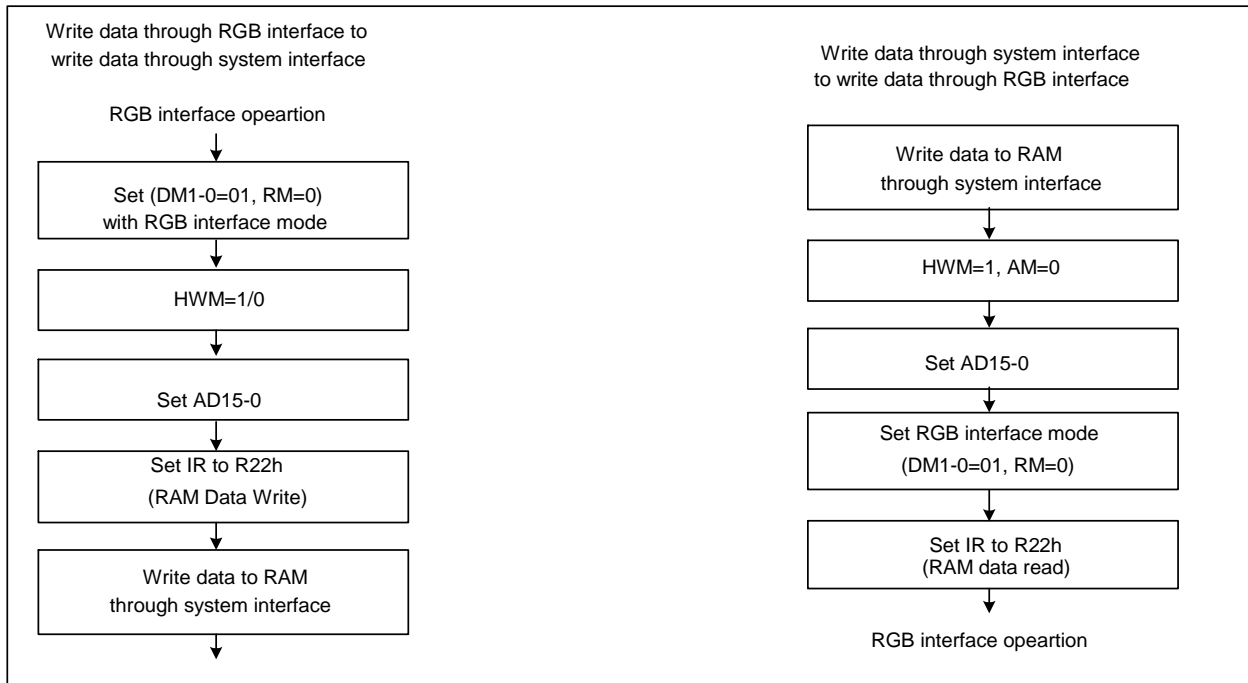 Write data through RGB interface to
write data through system interface
RGB interface opeartion
Set (DM1-0=01, RM=0)
with RGB interface mode
HWM=1/0
Set AD15-0
Set IR to R22h
(RAM Data Write)
Write data to RAM
through system interface
Write data through system interface
to write data through RGB interface
Write data to RAM
through system interface
HWM=1, AM=0
Set AD15-0
Set RGB interface mode
(DM1-0=01, RM=0)
Set IR to R22h
(RAM data read)
RGB interface opeartion